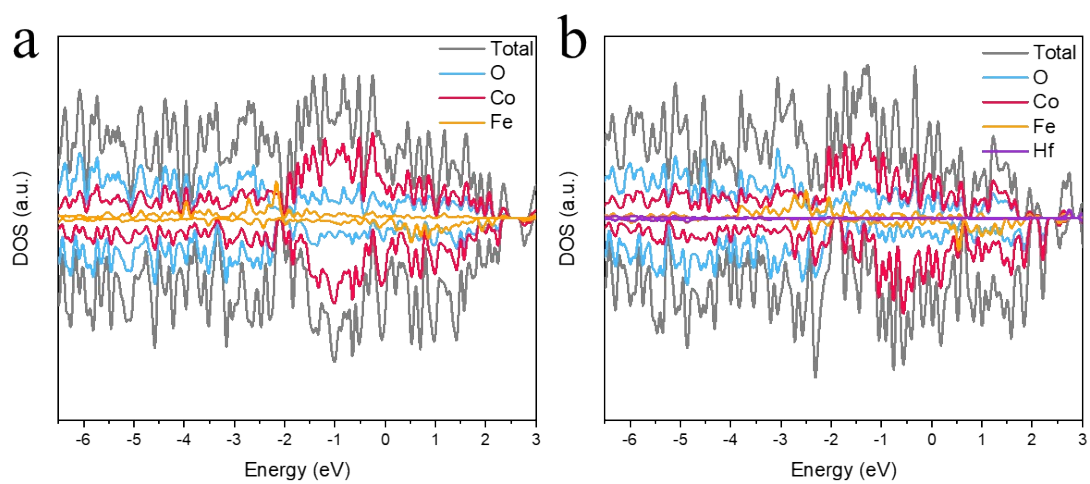 a
Total
O
Co
Fe
DOS (a.u.)
-6 -5 -4 -3 -2 -1 0 1 2 3
Energy (eV)
b
Total
O
Co
Fe
Hf
DOS (a.u.)
-6 -5 -4 -3 -2 -1 0 1 2 3
Energy (eV)